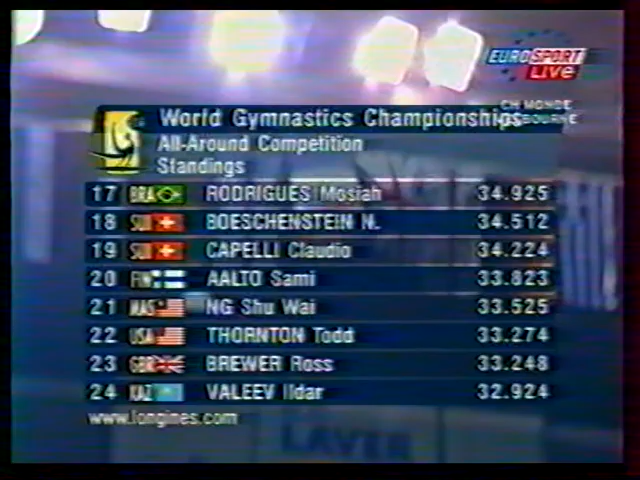 EUROSPORT
LIVE
CH MONDE
World Gymnastics Championships
All-Around Competition
Standings
17 BRA RODRIGUES Mosiah 34.925
18 SUI BOESCHENSTEIN N. 34.512
19 SUI CAPELLI Claudio 34.224
20 FIN AALTO Sami 33.823
21 MAS NG Shu Wai 33.525
22 USA THORNTON Todd 33.274
23 GBR BREWER Ross 33.248
24 KAZ VALEEV Ildar 32.924
www.longines.com
LAVER